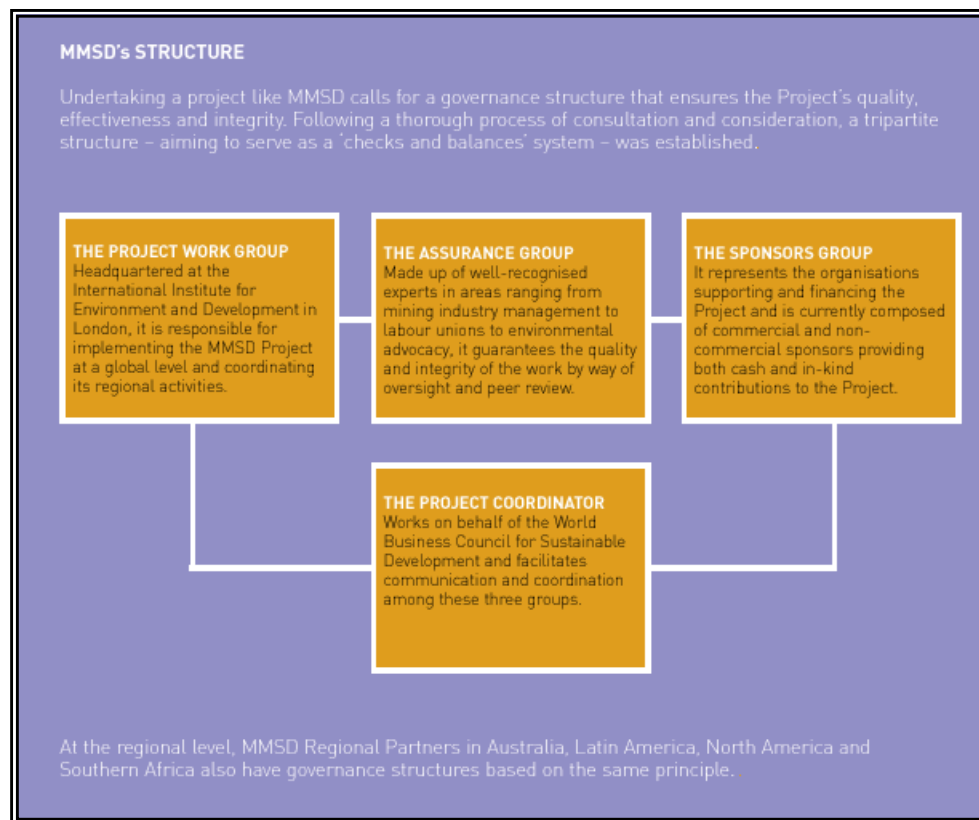 MMSD's STRUCTURE
Undertaking a project like MMSD calls for a governance structure that ensures the Project's quality,
effectiveness and integrity. Following a thorough process of consultation and consideration, a tripartite
structure – aiming to serve as a 'checks and balances' system – was established.
THE PROJECT WORK GROUP
Headquartered at the
International Institute for
Environment and Development in
London, it is responsible for
implementing the MMSD Project
at a global level and coordinating
its regional activities.
THE ASSURANCE GROUP
Made up of well-recognised
experts in areas ranging from
mining industry management to
labour unions to environmental
advocacy, it guarantees the quality
and integrity of the work by way of
oversight and peer review.
THE SPONSORS GROUP
It represents the organisations
supporting and financing the
Project and is currently composed
of commercial and non-
commercial sponsors providing
both cash and in-kind
contributions to the Project.
THE PROJECT COORDINATOR
Works on behalf of the World
Business Council for Sustainable
Development and facilitates
communication and coordination
among these three groups.
At the regional level, MMSD Regional Partners in Australia, Latin America, North America and
Southern Africa also have governance structures based on the same principle.